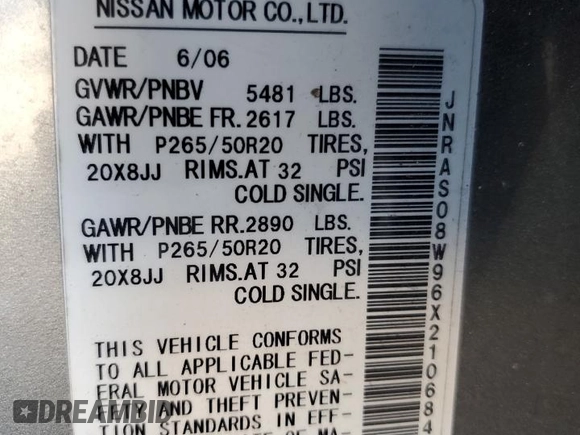 NISSAN MOTOR CO.,LTD.
DATE 6/06
GVWR/PNBV 5481 LBS.
GAWR/PNBE FR.2617 LBS.
WITH P265/50R20 TIRES,
20X8JJ RIMS.AT 32 PSI
COLD SINGLE.
GAWR/PNBE RR.2890 LBS.
WITH P265/50R20 TIRES,
20X8JJ RIMS.AT 32 PSI
COLD SINGLE.
THIS VEHICLE CONFORMS
TO ALL APPLICABLE FED-
ERAL MOTOR VEHICLE SA-
FETY AND THEFT PREVEN-
TION STANDARDS IN EFF-
JNRAS08W96X210684
DREAMBID